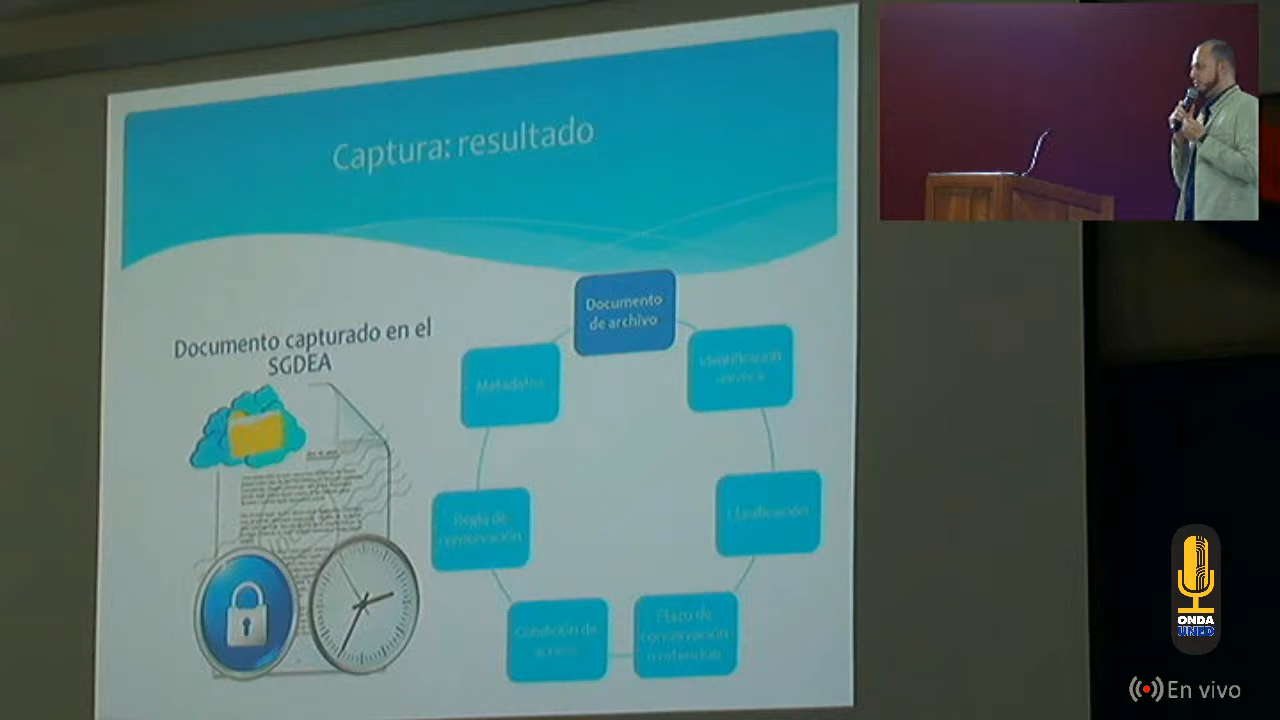 Captura: resultado
Documento capturado en el
SGDEA
Documento
de archivo
Identificación
unívoca
Clasificación
Plazo de
conservación
o retención
Condición de
acceso
Regla de
conservación
Metadatos
ONDA
UNED
En vivo